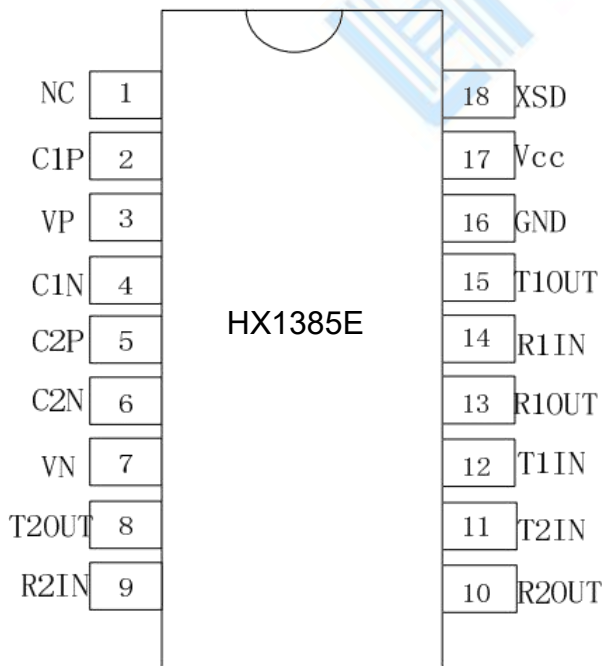 NC 1 18 XSD
C1P 2 17 Vcc
VP 3 16 GND
C1N 4 15 T1OUT
C2P 5 HX1385E 14 R1IN
C2N 6 13 R1OUT
VN 7 12 T1IN
T2OUT 8 11 T2IN
R2IN 9 10 R2OUT